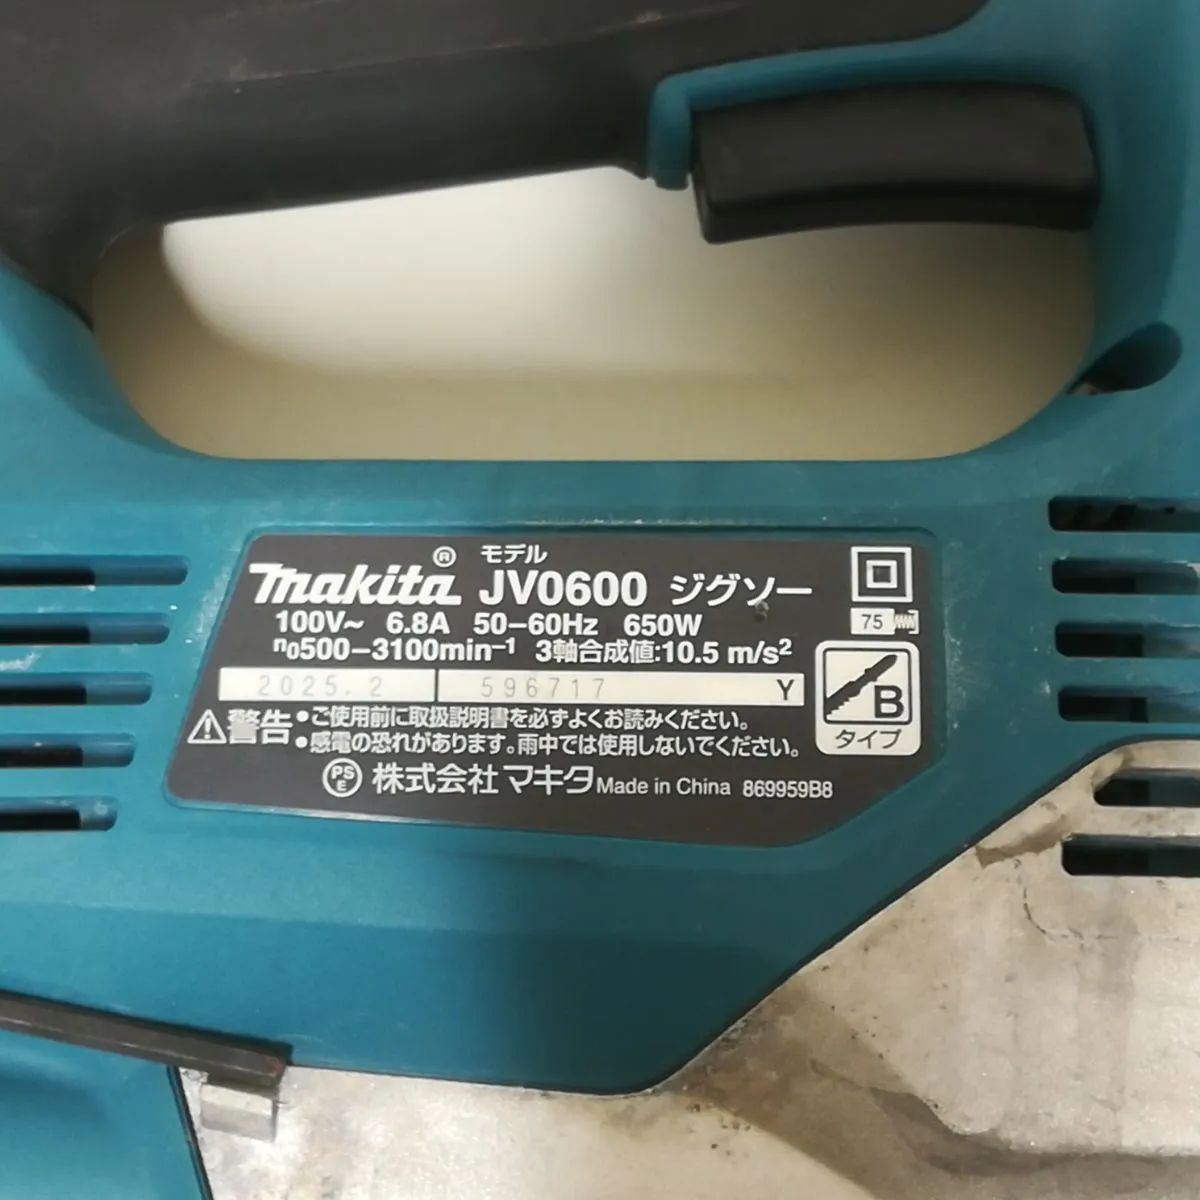 makita® モデル JV0600 ジグソー
100V~ 6.8A 50-60Hz 650W
n₀500-3100min⁻¹ 3軸合成値:10.5 m/s²
75
2025.2 596717 Y
B
タイプ
警告 •ご使用前に取扱説明書を必ずよくお読みください。
•感電の恐れがあります。雨中では使用しないでください。
PSE 株式会社マキタ Made in China 869959B8